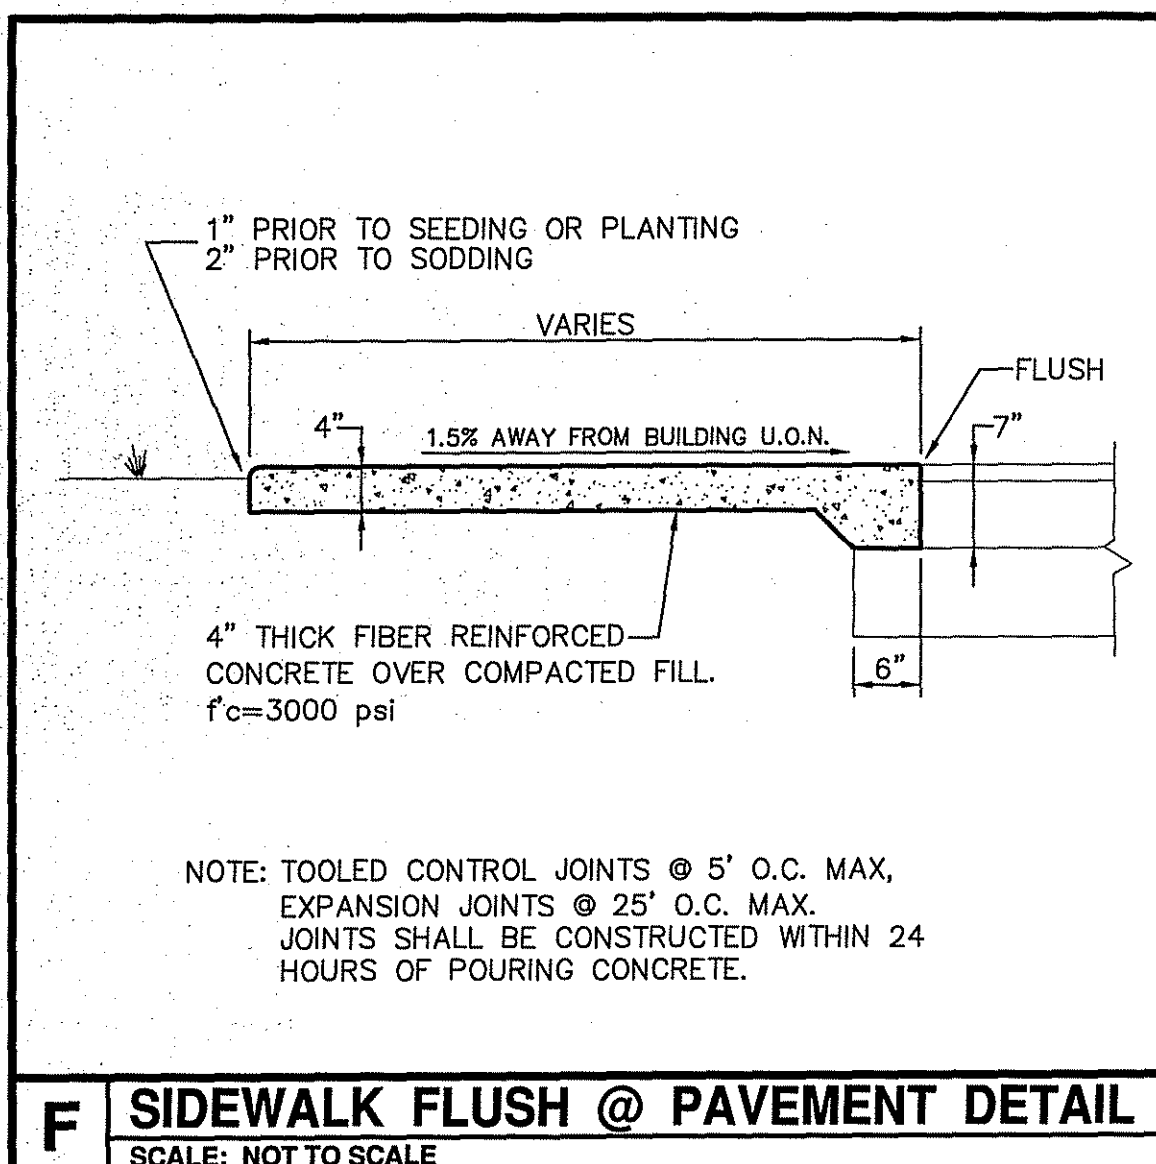 1" PRIOR TO SEEDING OR PLANTING
2" PRIOR TO SODDING
VARIES
FLUSH
4"
1.5% AWAY FROM BUILDING U.O.N.
7"
4" THICK FIBER REINFORCED
CONCRETE OVER COMPACTED FILL.
f'c=3000 psi
6"
NOTE: TOOLED CONTROL JOINTS @ 5' O.C. MAX,
EXPANSION JOINTS @ 25' O.C. MAX.
JOINTS SHALL BE CONSTRUCTED WITHIN 24
HOURS OF POURING CONCRETE.
F
SIDEWALK FLUSH @ PAVEMENT DETAIL
SCALE: NOT TO SCALE